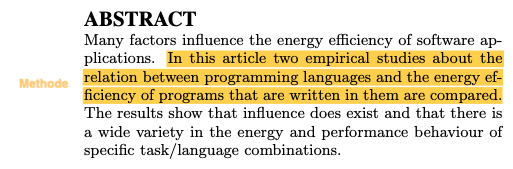 ABSTRACT
Many factors influence the energy efficiency of software ap-
plications. In this article two empirical studies about the
Methode
relation between programming languages and the energy ef-
ficiency of programs that are written in them are compared.
The results show that influence does exist and that there is
a wide variety in the energy and performance behaviour of
specific task/language combinations.